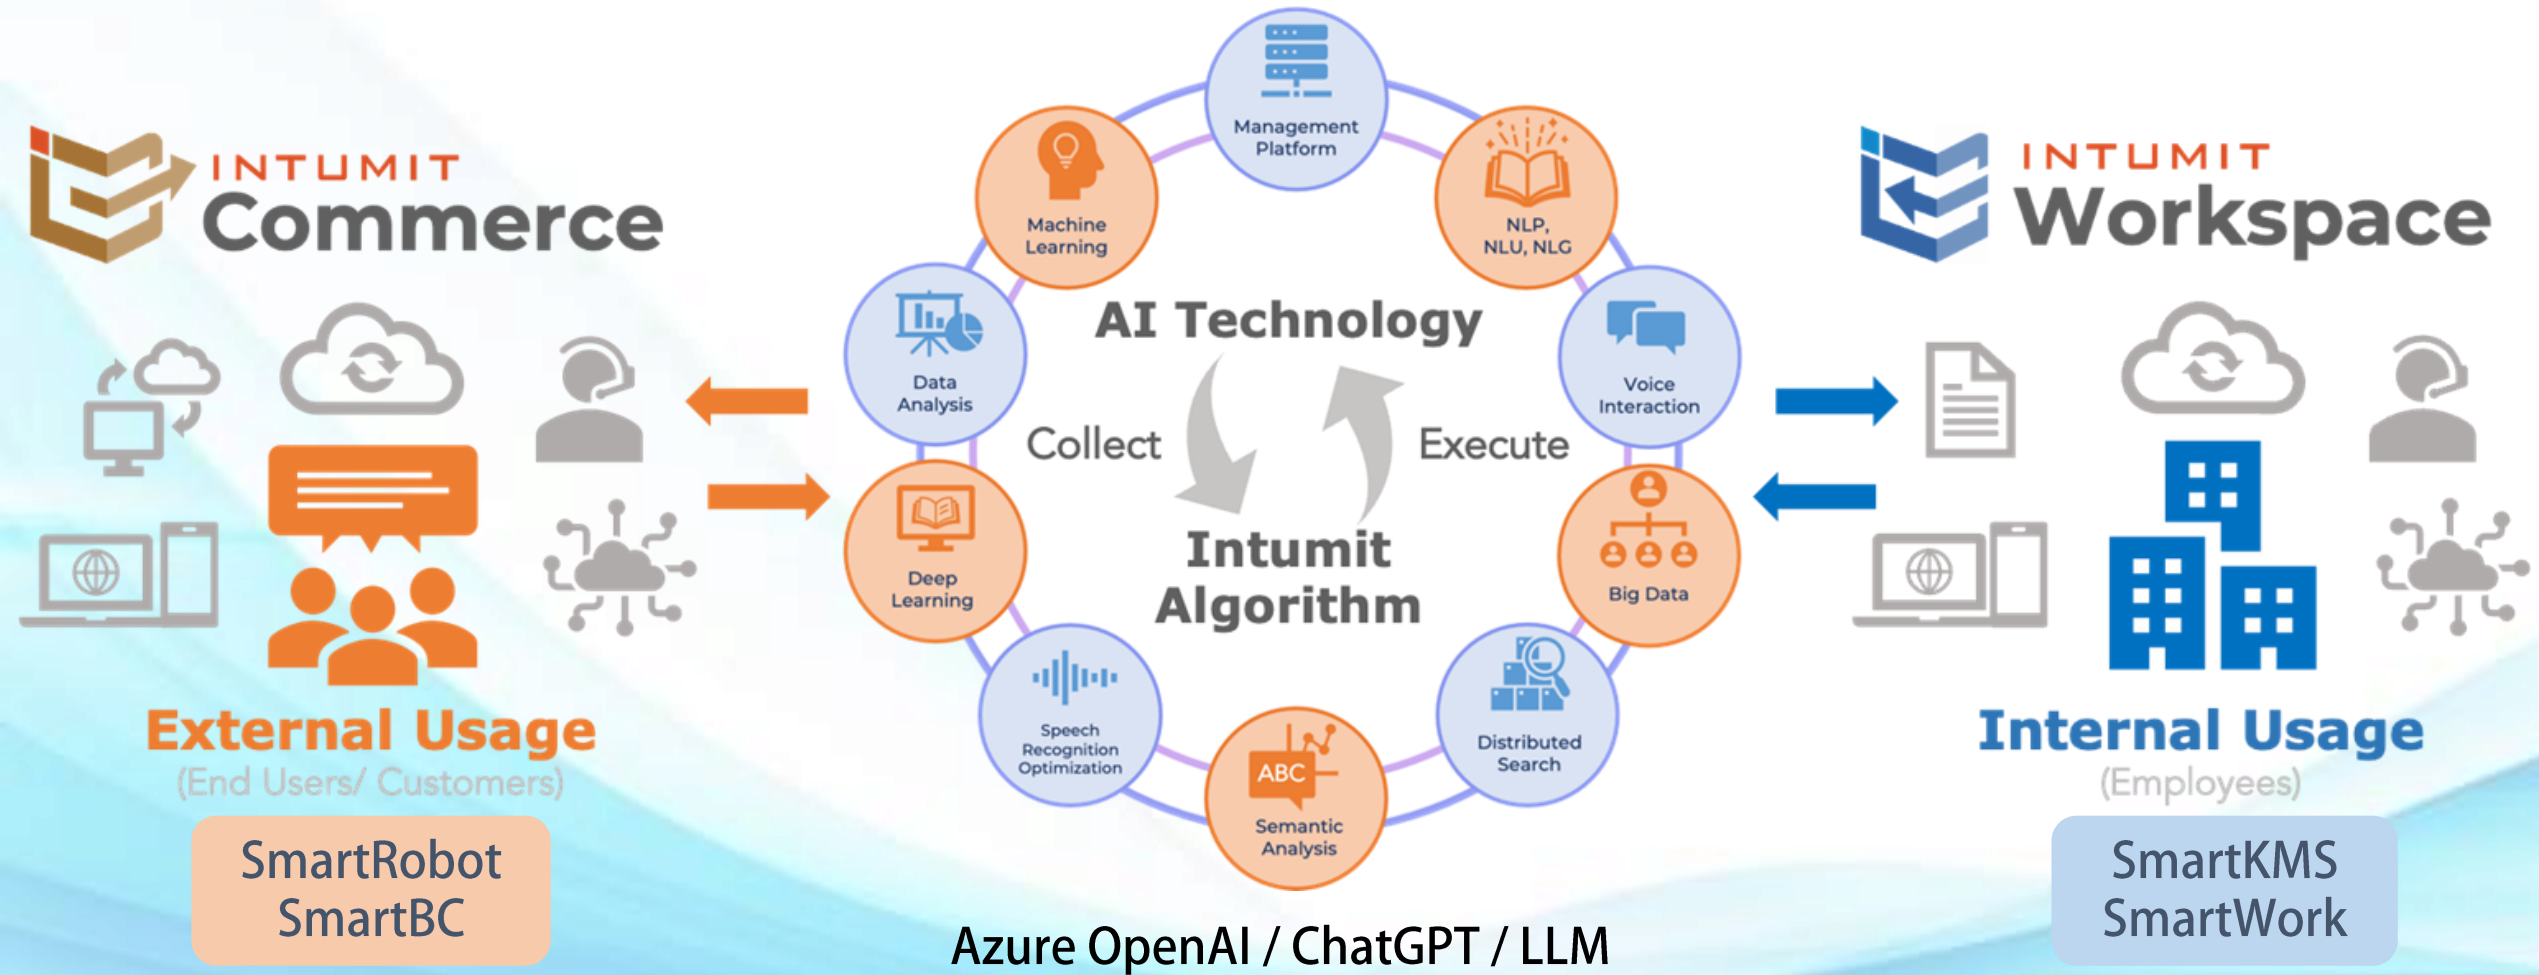 INTUMIT
Commerce
External Usage
(End Users/ Customers)
SmartRobot
SmartBC
Management
Platform
Machine
Learning
NLP,
NLU, NLG
Data
Analysis
Voice
Interaction
AI Technology
Collect
Execute
Intumit
Algorithm
Deep
Learning
Big Data
Speech
Recognition
Optimization
Distributed
Search
ABC
Semantic
Analysis
Azure OpenAI / ChatGPT / LLM
INTUMIT
Workspace
Internal Usage
(Employees)
SmartKMS
SmartWork